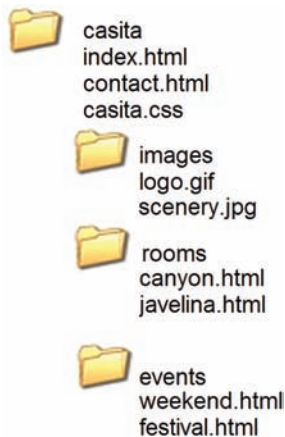 casita
index.html
contact.html
casita.css
images
logo.gif
scenery.jpg
rooms
canyon.html
javelina.html
events
weekend.html
festival.html